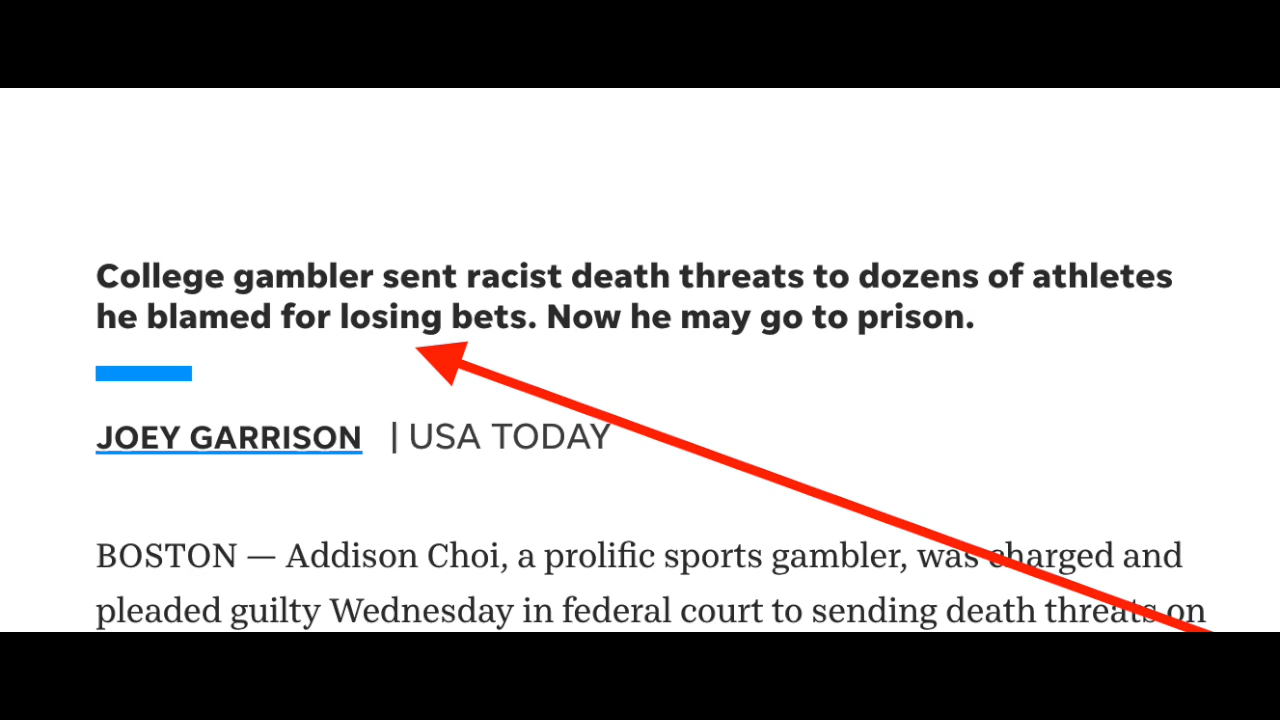 College gambler sent racist death threats to dozens of athletes
he blamed for losing bets. Now he may go to prison.
JOEY GARRISON | USA TODAY
BOSTON — Addison Choi, a prolific sports gambler, was charged and
pleaded guilty Wednesday in federal court to sending death threats on